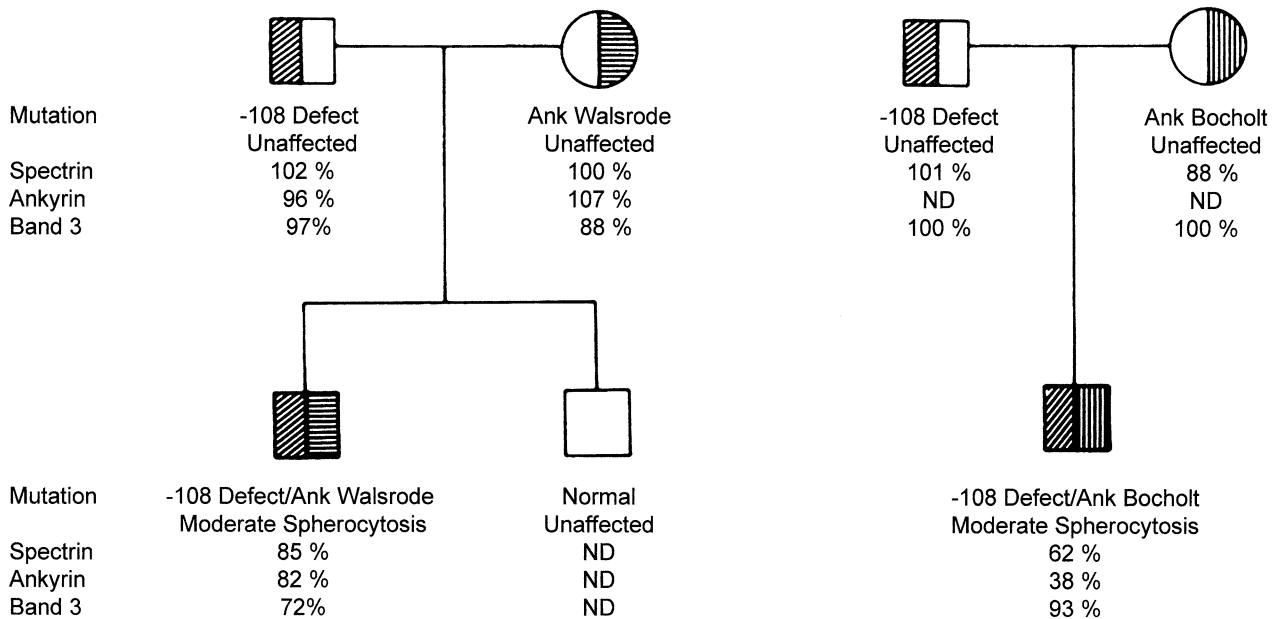 Mutation -108 Defect Ank Walsrode -108 Defect Ank Bocholt
Unaffected Unaffected Unaffected Unaffected
Spectrin 102 % 100 % 101 % 88 %
Ankyrin 96 % 107 % ND ND
Band 3 97% 88 % 100 % 100 %
Mutation -108 Defect/Ank Walsrode Normal -108 Defect/Ank Bocholt
Moderate Spherocytosis Unaffected Moderate Spherocytosis
Spectrin 85 % ND 62 %
Ankyrin 82 % ND 38 %
Band 3 72% ND 93 %